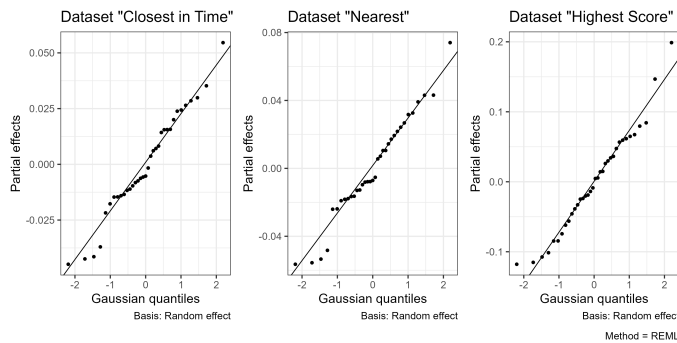 Dataset "Closest in Time"
Dataset "Nearest"
Dataset "Highest Score"
Partial effects
0.050
0.025
0.000
-0.025
-2
-1
0
1
2
Gaussian quantiles
Basis: Random effect
Partial effects
0.08
0.04
0.00
-0.04
-2
-1
0
1
2
Gaussian quantiles
Basis: Random effect
Partial effects
0.2
0.1
0.0
-0.1
-2
-1
0
1
2
Gaussian quantiles
Basis: Random effect
Method = REML